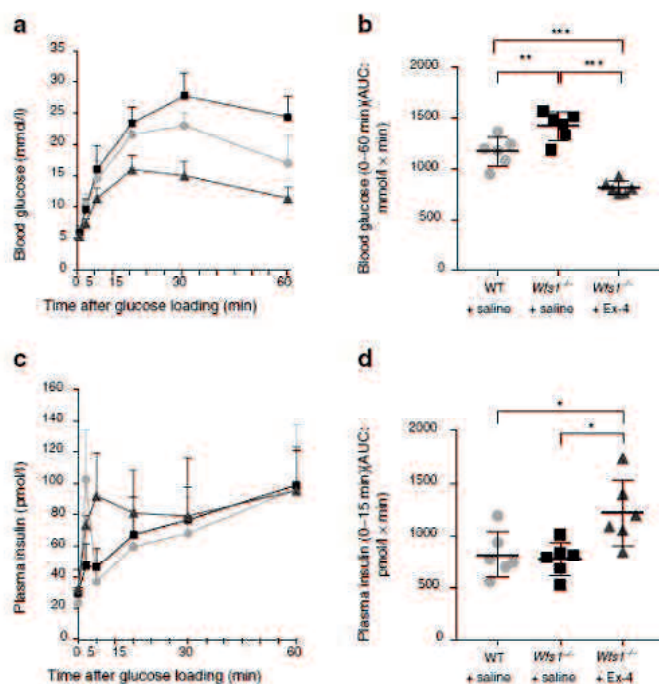 a
b
Blood glucose (mmol/l)
35
30
25
20
15
10
5
0
0 5 15 30 60
Time after glucose loading (min)
Blood glucose (0–60 min)(AUC:
mmol/l × min)
2000
1500
1000
500
0
***
** ***
WT Wfs1-/- Wfs1-/-
+ saline + saline + Ex-4
c
d
Plasma insulin (pmol/l)
160
140
120
100
80
60
40
20
0
0 5 15 30 60
Time after glucose loading (min)
Plasma insulin (0–15 min)(AUC:
pmol/l × min)
2000
1500
1000
500
0
*
*
WT Wfs1-/- Wfs1-/-
+ saline + saline + Ex-4